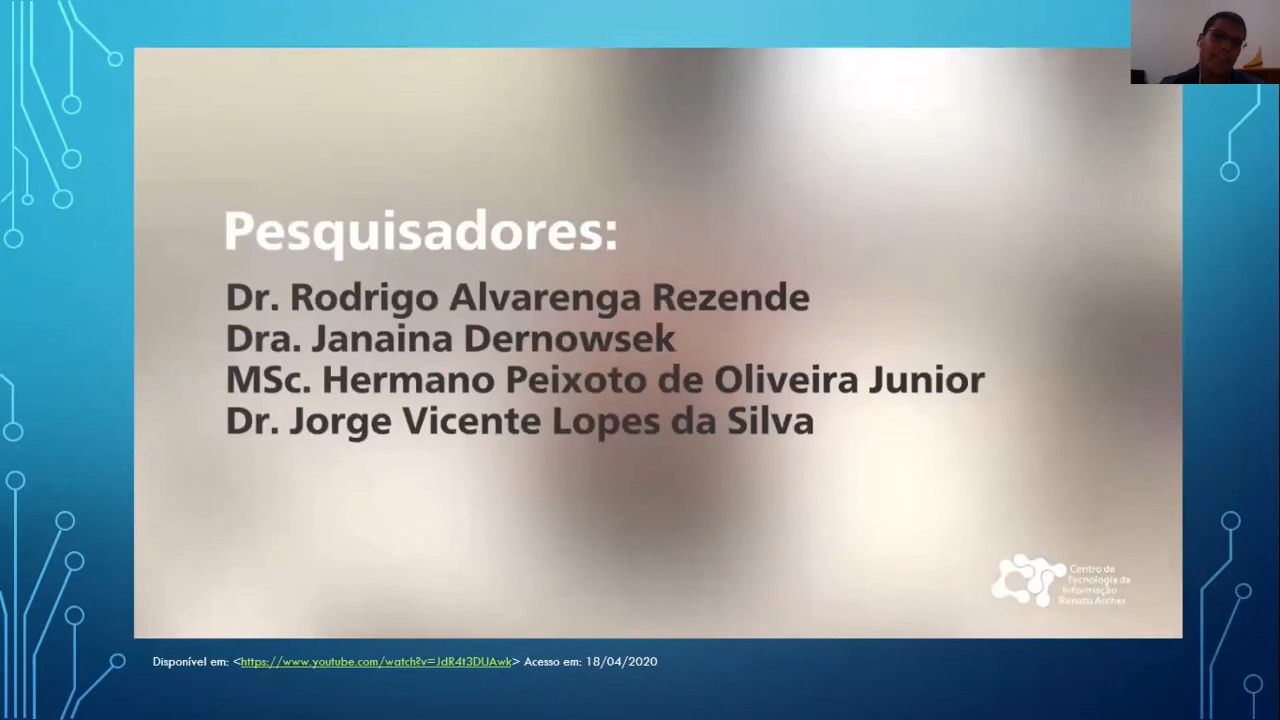 Pesquisadores:
Dr. Rodrigo Alvarenga Rezende
Dra. Janaina Dernowsek
MSc. Hermano Peixoto de Oliveira Junior
Dr. Jorge Vicente Lopes da Silva
Centro de
Tecnologia da
Informação
Renato Archer
Disponível em: <https://www.youtube.com/watch?v=JdR4t3DUAwk> Acesso em: 18/04/2020